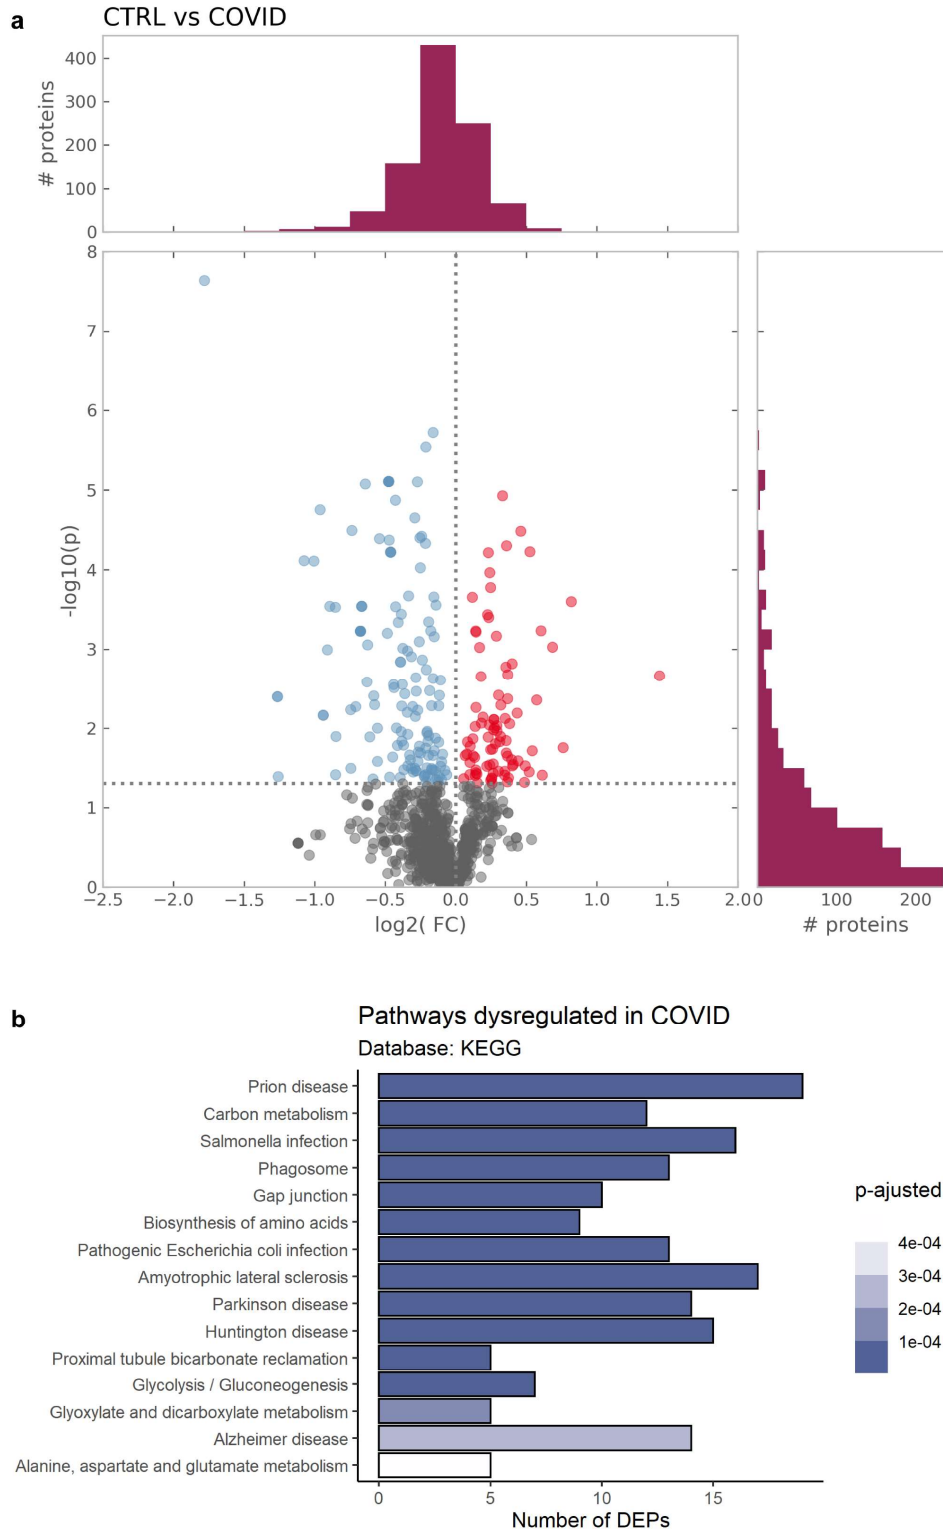 a
CTRL vs COVID
400
300
200
100
0
# proteins
8
7
6
5
4
3
2
1
0
-log10(p)
−2.5 −2.0 −1.5 −1.0 −0.5 0.0 0.5 1.0 1.5 2.0
log2( FC)
0 100 200
# proteins
b
Pathways dysregulated in COVID
Database: KEGG
Prion disease
Carbon metabolism
Salmonella infection
Phagosome
Gap junction
Biosynthesis of amino acids
Pathogenic Escherichia coli infection
Amyotrophic lateral sclerosis
Parkinson disease
Huntington disease
Proximal tubule bicarbonate reclamation
Glycolysis / Gluconeogenesis
Glyoxylate and dicarboxylate metabolism
Alzheimer disease
Alanine, aspartate and glutamate metabolism
0 5 10 15
Number of DEPs
p-ajusted
4e-04
3e-04
2e-04
1e-04